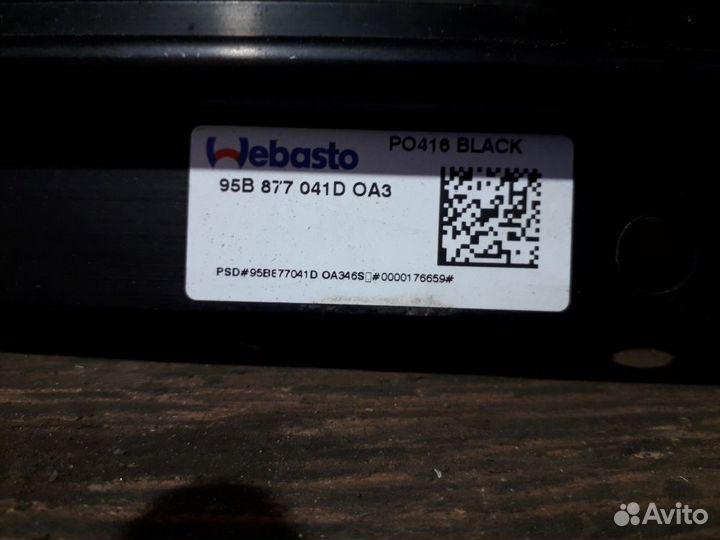 Webasto
PO416 BLACK
95B 877 041D OA3
PSD#95B877041D OA346S▯#0000176659#
Avito